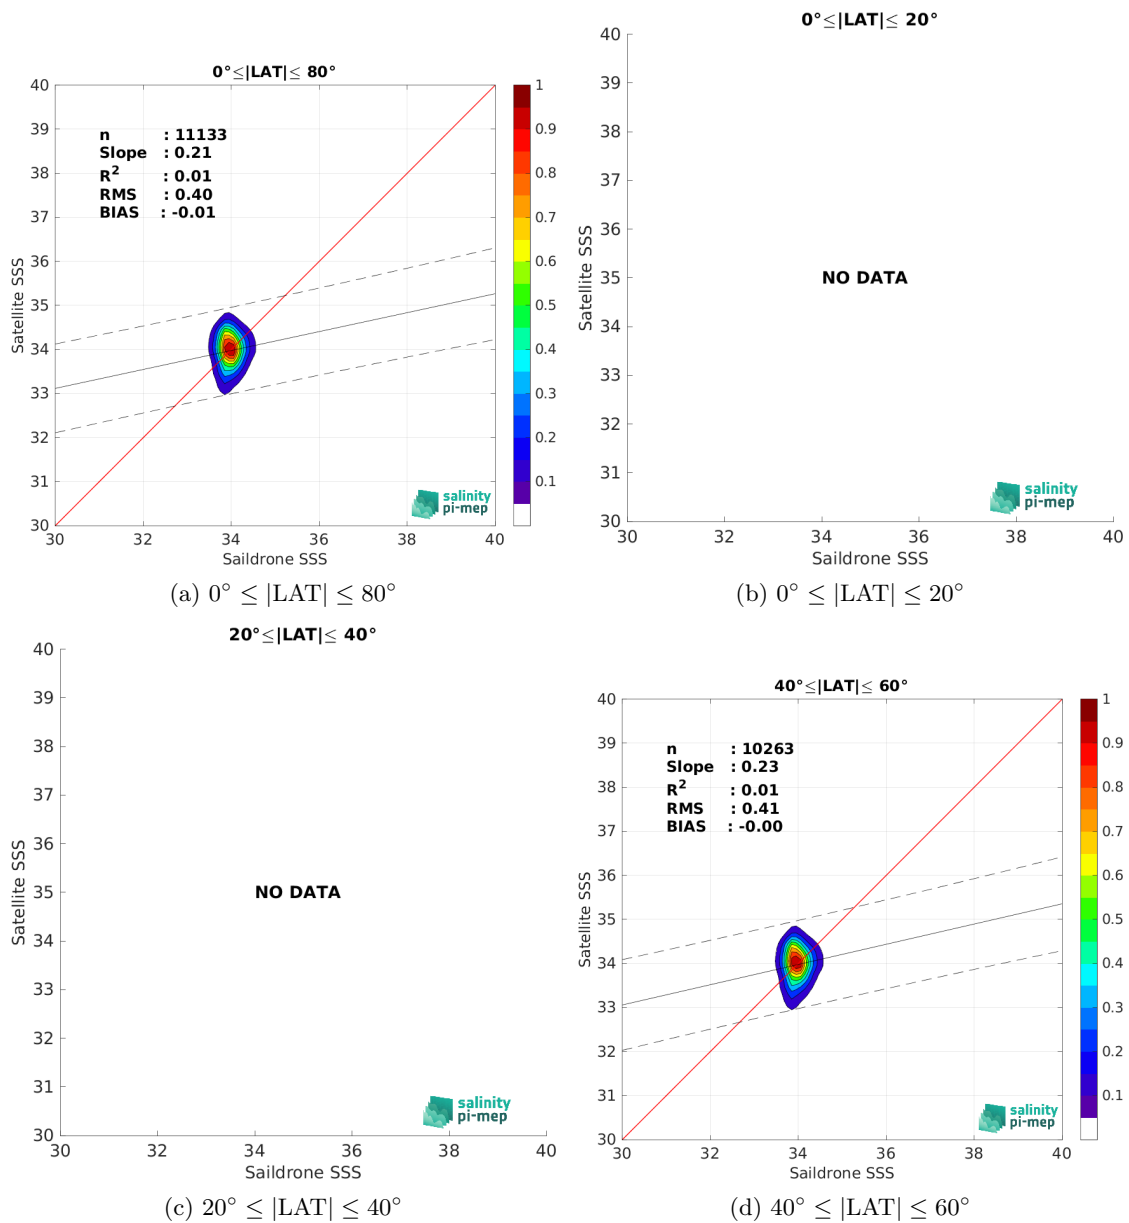 0°≤|LAT|≤ 80°
40
39
38
37
36
35
34
33
32
31
30
Satellite SSS
n : 11133
Slope : 0.21
R² : 0.01
RMS : 0.40
BIAS : -0.01
salinity
pi-mep
30 32 34 36 38 40
Saildrone SSS
1
0.9
0.8
0.7
0.6
0.5
0.4
0.3
0.2
0.1
(a) 0° ≤ |LAT| ≤ 80°
0°≤|LAT|≤ 20°
40
39
38
37
36
35
34
33
32
31
30
Satellite SSS
NO DATA
salinity
pi-mep
30 32 34 36 38 40
Saildrone SSS
(b) 0° ≤ |LAT| ≤ 20°
20°≤|LAT|≤ 40°
40
39
38
37
36
35
34
33
32
31
30
Satellite SSS
NO DATA
salinity
pi-mep
30 32 34 36 38 40
Saildrone SSS
(c) 20° ≤ |LAT| ≤ 40°
40°≤|LAT|≤ 60°
40
39
38
37
36
35
34
33
32
31
30
Satellite SSS
n : 10263
Slope : 0.23
R² : 0.01
RMS : 0.41
BIAS : -0.00
salinity
pi-mep
30 32 34 36 38 40
Saildrone SSS
1
0.9
0.8
0.7
0.6
0.5
0.4
0.3
0.2
0.1
(d) 40° ≤ |LAT| ≤ 60°